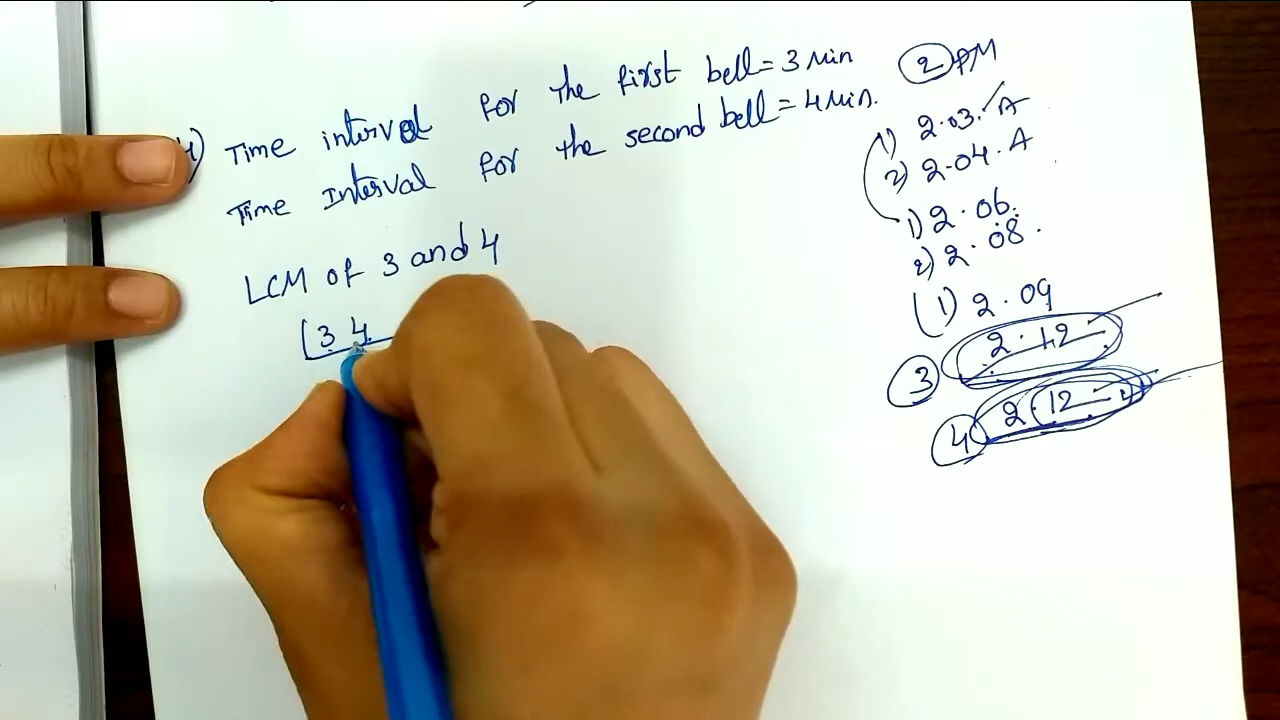 Time interval for the first bell = 3 Min
Time Interval for the second bell = 4 Min.
LCM of 3 and 4
3 4
2 PM
1) 2.03. A
2) 2.04. A
1) 2.06.
2) 2.08.
1) 2.09
3 2.12
4 2.12